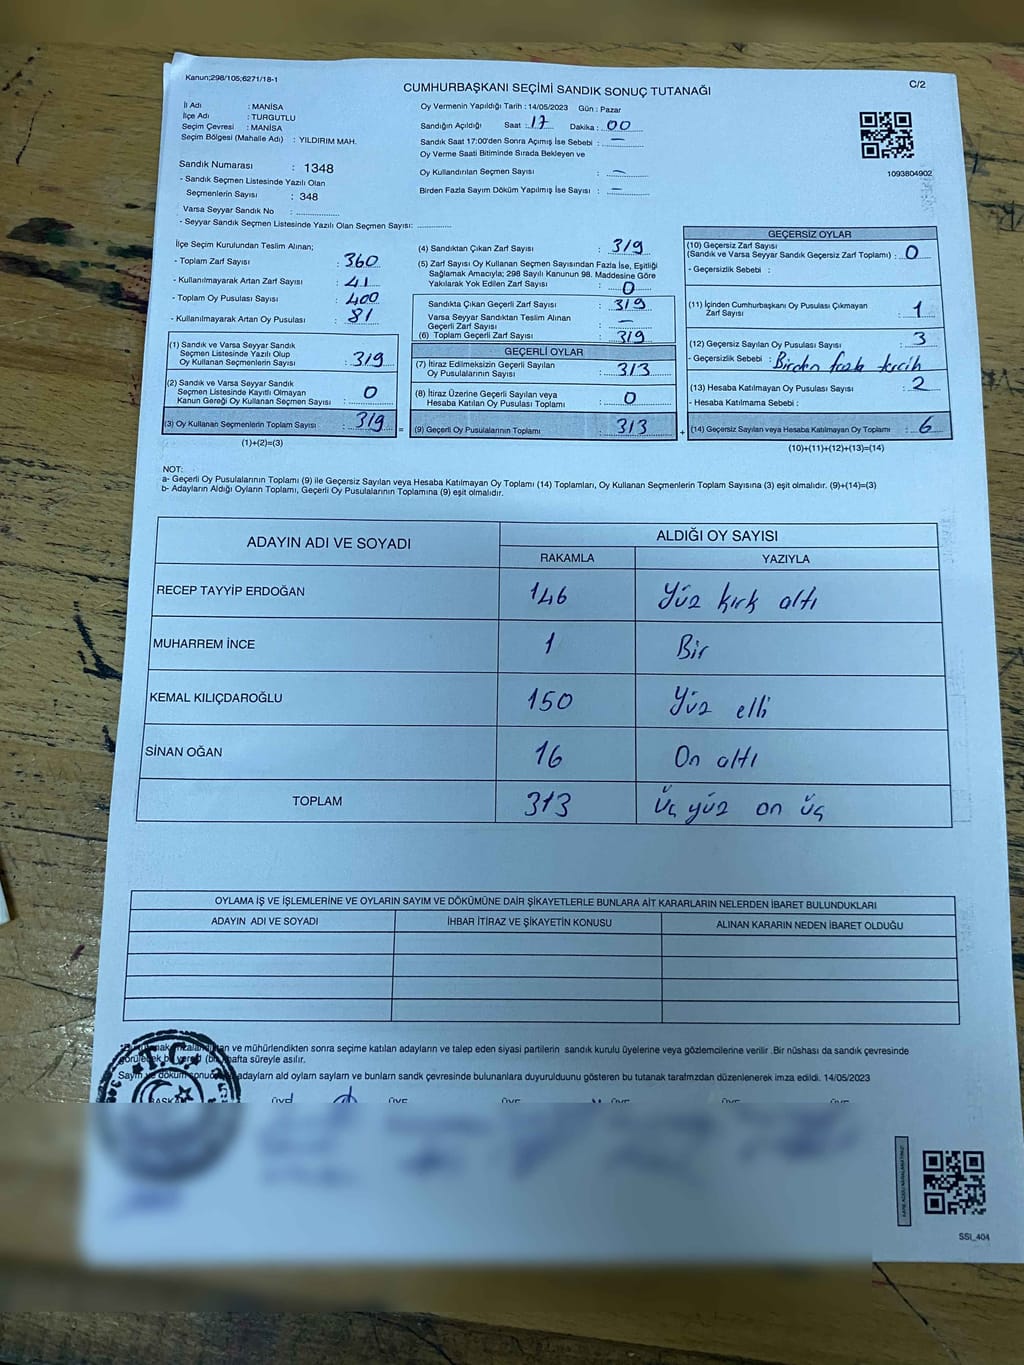 Kanun;298/105;6271/18-1
CUMHURBAŞKANI SEÇİMİ SANDIK SONUÇ TUTANAĞI
C/2
İl Adı : MANİSA
İlçe Adı : TURGUTLU
Seçim Çevresi : MANİSA
Seçim Bölgesi (Mahalle Adı) : YILDIRIM MAH.
Sandık Numarası : 1348
- Sandık Seçmen Listesinde Yazılı Olan
Seçmenlerin Sayısı : 348
Varsa Seyyar Sandık No : ..............
- Seyyar Sandık Seçmen Listesinde Yazılı Olan Seçmen Sayısı: ..............
Oy Vermenin Yapıldığı Tarih : 14/05/2023 Gün : Pazar
Sandığın Açıldığı Saat : 17 Dakika : 00
Sandık Saat 17:00'den Sonra Açımış İse Sebebi : –
Oy Verme Saati Bitiminde Sırada Bekleyen ve
Oy Kullandırılan Seçmen Sayısı : –
Birden Fazla Sayım Döküm Yapılmış İse Sayısı : –
1093804902
İlçe Seçim Kurulundan Teslim Alınan;
- Toplam Zarf Sayısı : 360
- Kullanılmayarak Artan Zarf Sayısı : 41
- Toplam Oy Pusulası Sayısı : 400
- Kullanılmayarak Artan Oy Pusulası : 81
(1) Sandık ve Varsa Seyyar Sandık
Seçmen Listesinde Yazılı Olup
Oy Kullanan Seçmenlerin Sayısı : 319
(2) Sandık ve Varsa Seyyar Sandık
Seçmen Listesinde Kayıtlı Olmayan
Kanun Gereği Oy Kullanan Seçmen Sayısı : 0
(3) Oy Kullanan Seçmenlerin Toplam Sayısı : 319
(1)+(2)=(3)
(4) Sandıktan Çıkan Zarf Sayısı : 319
(5) Zarf Sayısı Oy Kullanan Seçmen Sayısından Fazla İse, Eşitliği
Sağlamak Amacıyla; 298 Sayılı Kanunun 98. Maddesine Göre
Yakılarak Yok Edilen Zarf Sayısı : 0
Sandıkta Çıkan Geçerli Zarf Sayısı : 319
Varsa Seyyar Sandıktan Teslim Alınan
Geçerli Zarf Sayısı : –
(6) Toplam Geçerli Zarf Sayısı : 319
GEÇERLİ OYLAR
(7) İtiraz Edilmeksizin Geçerli Sayılan
Oy Pusulalarının Sayısı : 313
(8) İtiraz Üzerine Geçerli Sayılan veya
Hesaba Katılan Oy Pusulası Toplamı : 0
= (9) Geçerli Oy Pusulalarının Toplamı : 313 +
GEÇERSİZ OYLAR
(10) Geçersiz Zarf Sayısı
(Sandık ve Varsa Seyyar Sandık Geçersiz Zarf Toplamı) : 0
- Geçersizlik Sebebi :
(11) İçinden Cumhurbaşkanı Oy Pusulası Çıkmayan
Zarf Sayısı : 1
(12) Geçersiz Sayılan Oy Pusulası Sayısı : 3
- Geçersizlik Sebebi : Birden fazla tercih
(13) Hesaba Katılmayan Oy Pusulası Sayısı : 2
- Hesaba Katılmama Sebebi :
(14) Geçersiz Sayılan veya Hesaba Katılmayan Oy Toplamı : 6
(10)+(11)+(12)+(13)=(14)
NOT:
a- Geçerli Oy Pusulalarının Toplamı (9) ile Geçersiz Sayılan veya Hesaba Katılmayan Oy Toplamı (14) Toplamları, Oy Kullanan Seçmenlerin Toplam Sayısına (3) eşit olmalıdır. (9)+(14)=(3)
b- Adayların Aldığı Oyların Toplamı, Geçerli Oy Pusulalarının Toplamına (9) eşit olmalıdır.
ADAYIN ADI VE SOYADI
ALDIĞI OY SAYISI
RAKAMLA YAZIYLA
RECEP TAYYİP ERDOĞAN 146 Yüz kırk altı
MUHARREM İNCE 1 Bir
KEMAL KILIÇDAROĞLU 150 Yüz elli
SİNAN OĞAN 16 On altı
TOPLAM 313 Üç yüz on üç
OYLAMA İŞ VE İŞLEMLERİNE VE OYLARIN SAYIM VE DÖKÜMÜNE DAİR ŞİKAYETLERLE BUNLARA AİT KARARLARIN NELERDEN İBARET BULUNDUKLARI
ADAYIN ADI VE SOYADI İHBAR İTİRAZ VE ŞİKAYETİN KONUSU ALINAN KARARIN NEDEN İBARET OLDUĞU
ve mühürlendikten sonra seçime katılan adayların ve talep eden siyasi partilerin sandık kurulu üyelerine veya gözlemcilerine verilir .Bir nüshası da sandık çevresinde
hafta süreyle asılır.
adayların ald oyların sayların ve bunların sandk çevresinde bulunanlara duyurulduunu gösteren bu tutanak taraflmzdan düzenlenerek imza edildi. 14/05/2023
BAŞKAN ÜYE ÜYE ÜYE ÜYE ÜYE ÜYE
SSI_404